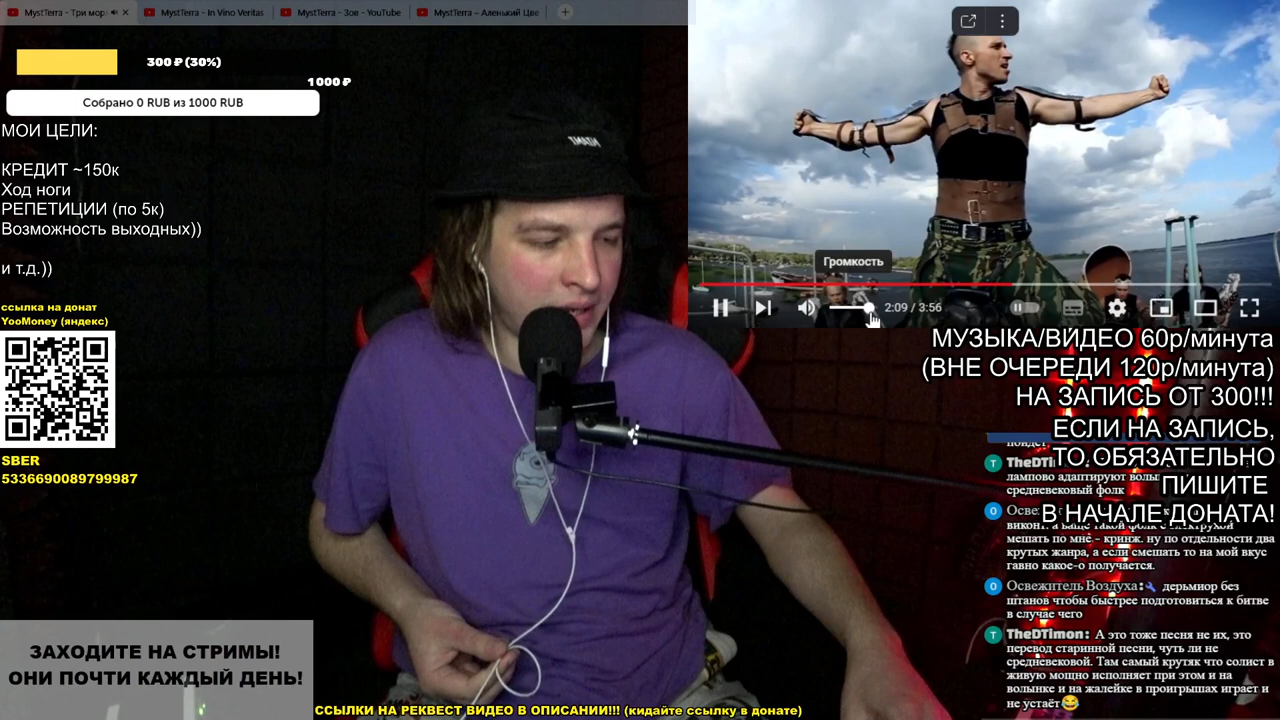 MystTerra - Три мор
MystTerra - In Vino Veritas
MystTerra - Зов - YouTube
MystTerra – Аленький Цве
300 ₽ (30%)
1 000 ₽
Собрано 0 RUB из 1000 RUB
МОИ ЦЕЛИ:
КРЕДИТ ~150к
Ход ноги
РЕПЕТИЦИИ (по 5к)
Возможность выходных))
и т.д.))
ссылка на донат
YooMoney (яндекс)
SBER
5336690089799987
ЗАХОДИТЕ НА СТРИМЫ!
ОНИ ПОЧТИ КАЖДЫЙ ДЕНЬ!
Громкость
2:09 / 3:56
МУЗЫКА/ВИДЕО 60р/минута
(ВНЕ ОЧЕРЕДИ 120р/минута)
НА ЗАПИСЬ ОТ 300!!!
ЕСЛИ НА ЗАПИСЬ,
ТО ОБЯЗАТЕЛЬНО
ПИШИТЕ
В НАЧАЛЕ ДОНАТА!
лампово адаптируют
средневековый фолк
мешать по мне - кринж. ну по отдельности два
крутых жанра, а если смешать то на мой вкус
гавно какое-о получается.
Освежитель Воздуха: дерьмиор без
штанов чтобы быстрее подготовиться к битве
в случае чего
TheDTimon: А это тоже песня не их, это
перевод старинной песни, чуть ли не
средневековой. Там самый крутяк что солист в
живую мощно исполняет при этом и на
волынке и на жалейке в проигрышах играет и
не устаёт
ССЫЛКИ НА РЕКВЕСТ ВИДЕО В ОПИСАНИИ!!! (кидайте ссылку в донате)